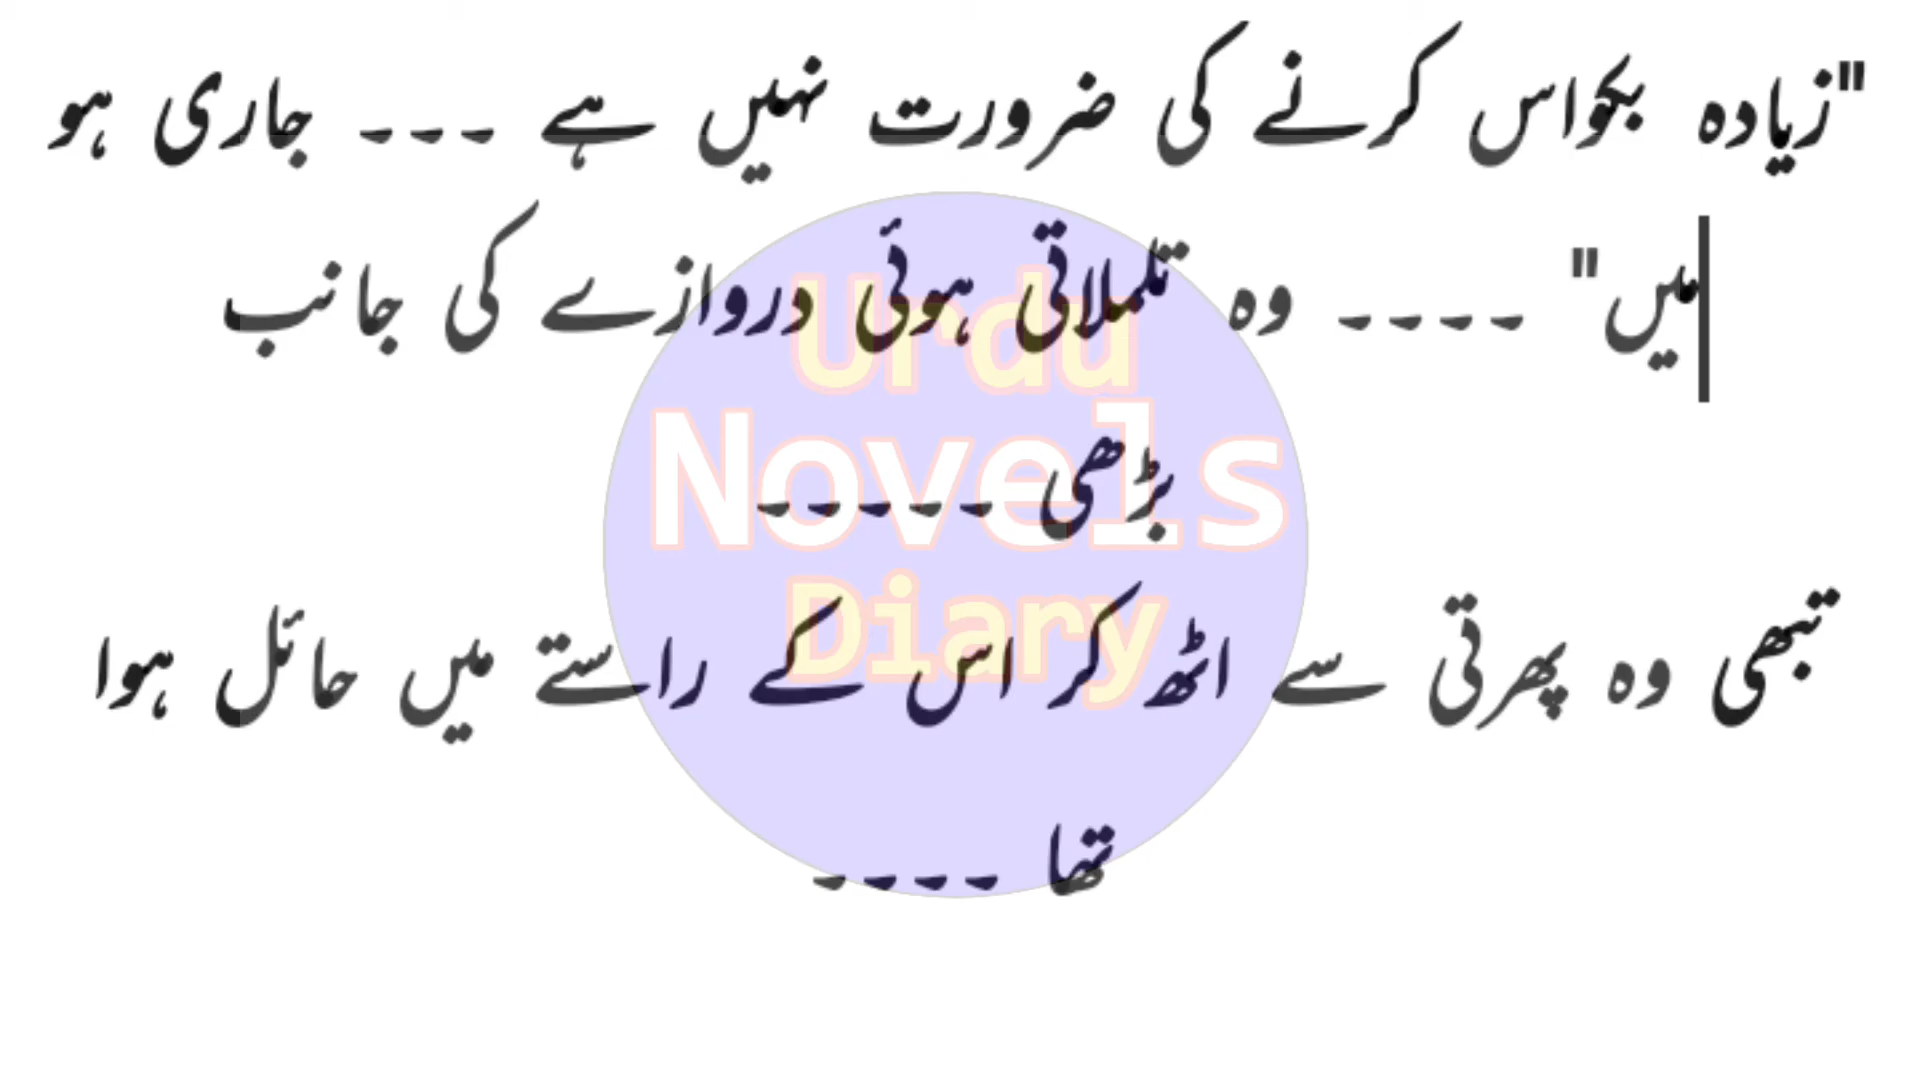 "زیادہ بکواس کرنے کی ضرورت نہیں ہے ۔۔۔ جاری ہو
میں" ۔۔۔۔ وہ تلملاتی ہوئی دروازے کی جانب
بڑھی ۔۔۔۔۔
تبھی وہ پھرتی سے اٹھ کر اس کے راستے میں حائل ہوا
تھا ۔۔۔۔
Urdu
Novels
Diary